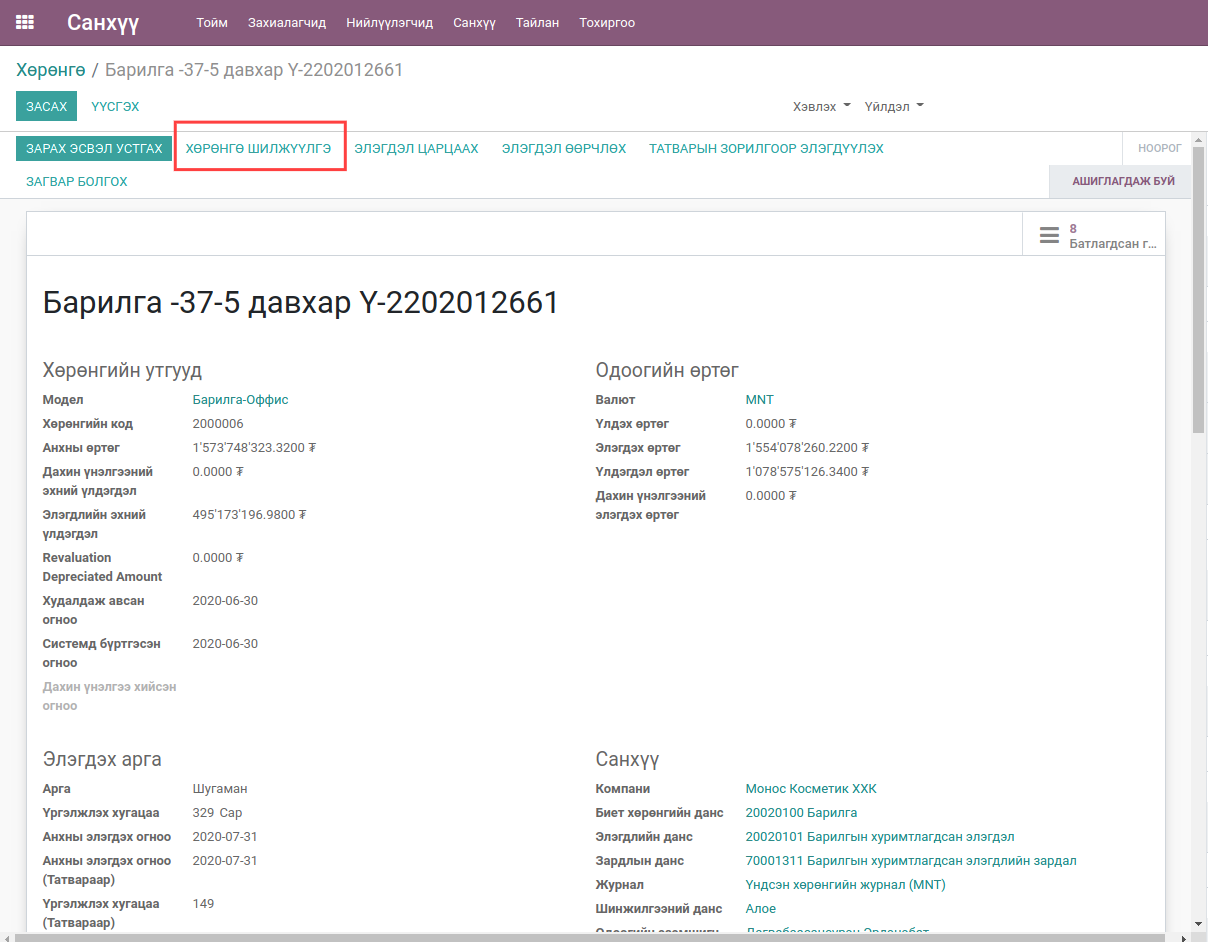 Санхүү Тойм Захиалагчид Нийлүүлэгчид Санхүү Тайлан Тохиргоо
Хөрөнгө / Барилга -37-5 давхар Y-2202012661
ЗАСАХ ҮҮСГЭХ Хэвлэх Үйлдэл
ЗАРАХ ЭСВЭЛ УСТГАХ ХӨРӨНГӨ ШИЛЖҮҮЛГЭ ЭЛЭГДЭЛ ЦАРЦААХ ЭЛЭГДЭЛ ӨӨРЧЛӨХ ТАТВАРЫН ЗОРИЛГООР ЭЛЭГДҮҮЛЭХ НООРОГ
ЗАГВАР БОЛГОХ АШИГЛАГДАЖ БУЙ
8
Батлагдсан г...
Барилга -37-5 давхар Y-2202012661
Хөрөнгийн утгууд
Модел Барилга-Оффис
Хөрөнгийн код 2000006
Анхны өртөг 1'573'748'323.3200 ₮
Дахин үнэлгээний 0.0000 ₮
эхний үлдэгдэл
Элэгдлийн эхний 495'173'196.9800 ₮
үлдэгдэл
Revaluation 0.0000 ₮
Depreciated Amount
Худалдаж авсан 2020-06-30
огноо
Системд бүртгэсэн 2020-06-30
огноо
Дахин үнэлгээ хийсэн
огноо
Одоогийн өртөг
Валют MNT
Үлдэх өртөг 0.0000 ₮
Элэгдэх өртөг 1'554'078'260.2200 ₮
Үлдэгдэл өртөг 1'078'575'126.3400 ₮
Дахин үнэлгээний 0.0000 ₮
элэгдэх өртөг
Элэгдэх арга
Арга Шугаман
Үргэлжлэх хугацаа 329 Сар
Анхны элэгдэх огноо 2020-07-31
Анхны элэгдэх огноо 2020-07-31
(Татвараар)
Үргэлжлэх хугацаа 149
(Татвараар)
Санхүү
Компани Монос Косметик ХХК
Биет хөрөнгийн данс 20020100 Барилга
Элэгдлийн данс 20020101 Барилгын хуримтлагдсан элэгдэл
Зардлын данс 70001311 Барилгын хуримтлагдсан элэгдлийн зардал
Журнал Үндсэн хөрөнгийн журнал (MNT)
Шинжилгээний данс Алое